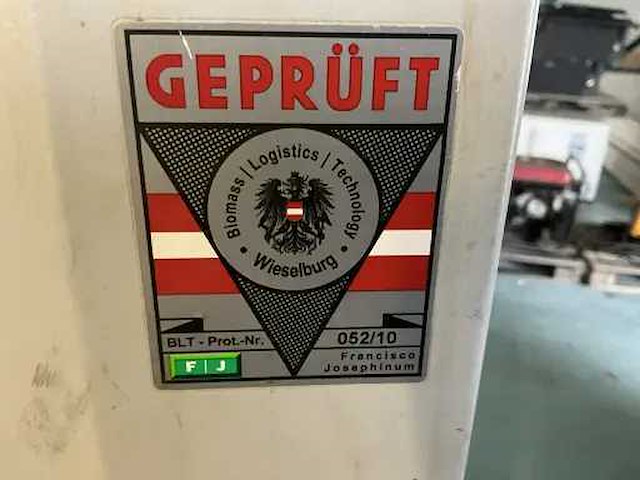 GEPRÜFT
Biomass | Logistics | Technology
• Wieselburg •
BLT - Prot.-Nr. 052/10
F | J
Francisco
Josephinum